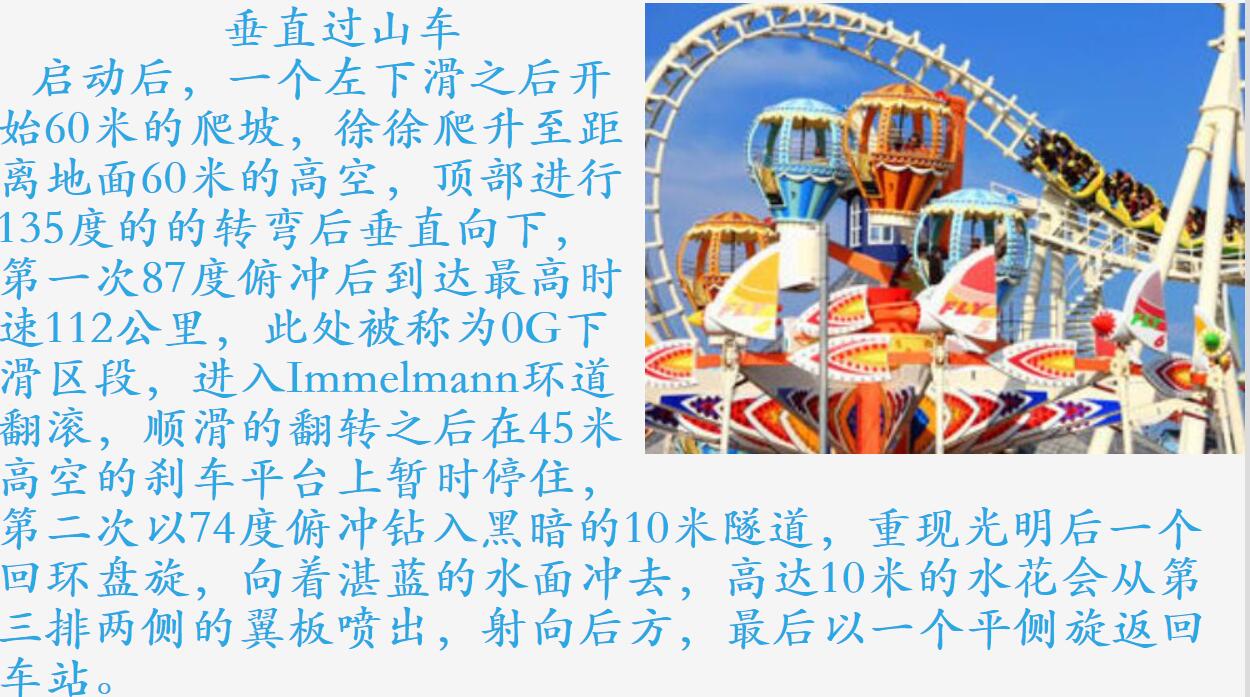 垂直过山车
启动后，一个左下滑之后开
始60米的爬坡，徐徐爬升至距
离地面60米的高空，顶部进行
135度的的转弯后垂直向下，
第一次87度俯冲后到达最高时
速112公里，此处被称为0G下
滑区段，进入Immelmann环道
翻滚，顺滑的翻转之后在45米
高空的刹车平台上暂时停住，
第二次以74度俯冲钻入黑暗的10米隧道，重现光明后一个
回环盘旋，向着湛蓝的水面冲去，高达10米的水花会从第
三排两侧的翼板喷出，射向后方，最后以一个平侧旋返回
车站。
FLY
FLY
5
6